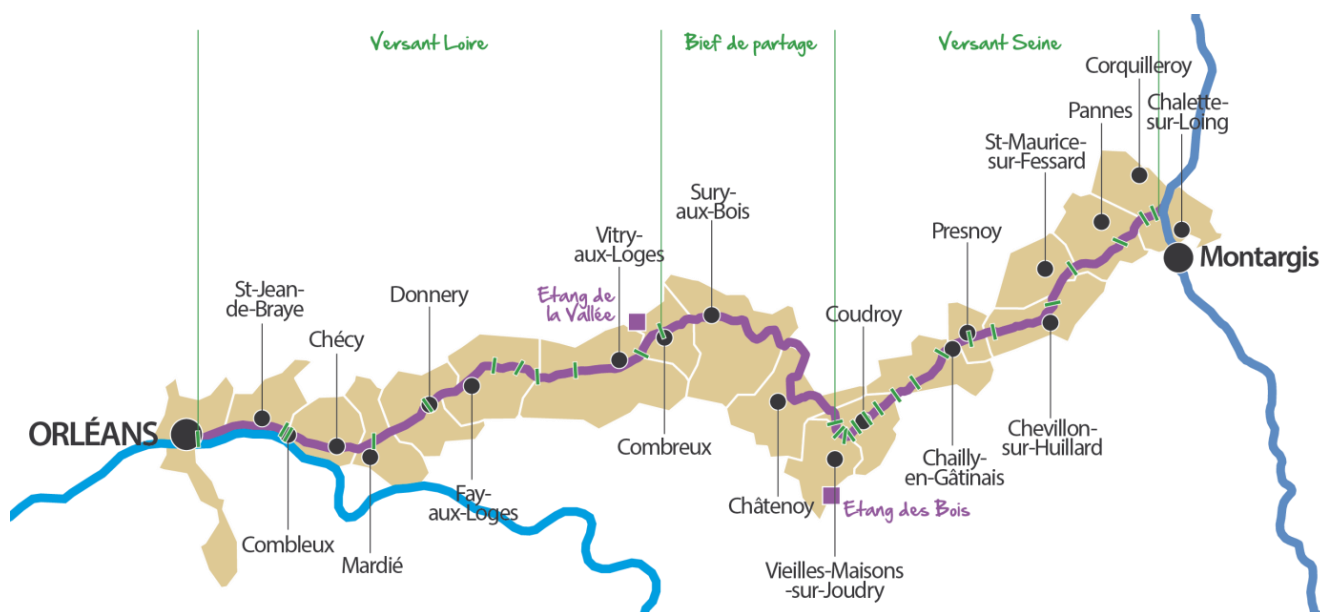 Versant Loire
Bief de partage
Versant Seine
Corquilleroy
Pannes
Chalette-
sur-Loing
St-Maurice-
sur-Fessard
Sury-
aux-Bois
Presnoy
Vitry-
aux-Loges
Montargis
St-Jean-
de-Braye
Donnery
Etang de
la Vallée
Coudroy
Chécy
ORLÉANS
Combreux
Chevillon-
sur-Huillard
Chailly-
en-Gâtinais
Fay-
aux-Loges
Châtenoy
Etang des Bois
Combleux
Mardié
Vieilles-Maisons
-sur-Joudry